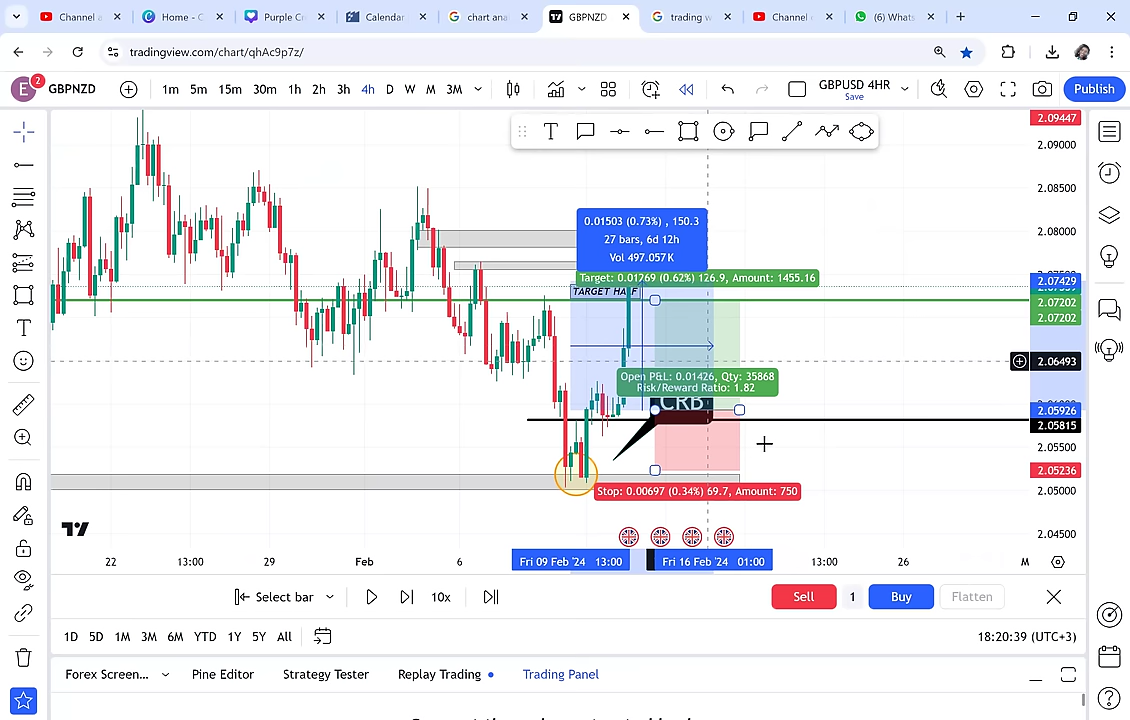 Channel a
Home - C
Purple Cr
Calendar
chart ana
GBPNZD
trading w
Channel c
(6) Whats
tradingview.com/chart/qhAc9p7z/
E
2
GBPNZD
1m 5m 15m 30m 1h 2h 3h 4h D W M 3M
GBPUSD 4HR
Save
Publish
2.09447
2.09000
2.08500
2.08000
0.01503 (0.73%) , 150.3
27 bars, 6d 12h
Vol 497.057K
Target: 0.01269 (0.62%) 126.9, Amount: 1455.16
TARGET HALF
2.07429
2.07202
2.07202
2.06493
Open P&L: 0.01426, Qty: 35868
Risk/Reward Ratio: 1.82
CRB
2.05926
2.05815
2.05500
2.05236
Stop: 0.00697 (0.34%) 69.7, Amount: 750
2.05000
2.04500
22 13:00 29 Feb 6 Fri 09 Feb '24 13:00 Fri 16 Feb '24 01:00 13:00 26 M
Select bar
10x
Sell 1 Buy Flatten
1D 5D 1M 3M 6M YTD 1Y 5Y All
18:20:39 (UTC+3)
Forex Screen... Pine Editor Strategy Tester Replay Trading Trading Panel